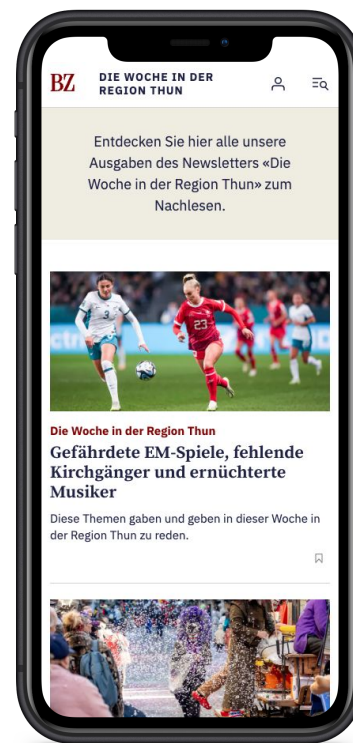 BZ
DIE WOCHE IN DER
REGION THUN
Entdecken Sie hier alle unsere
Ausgaben des Newsletters «Die
Woche in der Region Thun» zum
Nachlesen.
3
23
Die Woche in der Region Thun
Gefährdete EM-Spiele, fehlende
Kirchgänger und ernüchterte
Musiker
Diese Themen gaben und geben in dieser Woche in
der Region Thun zu reden.